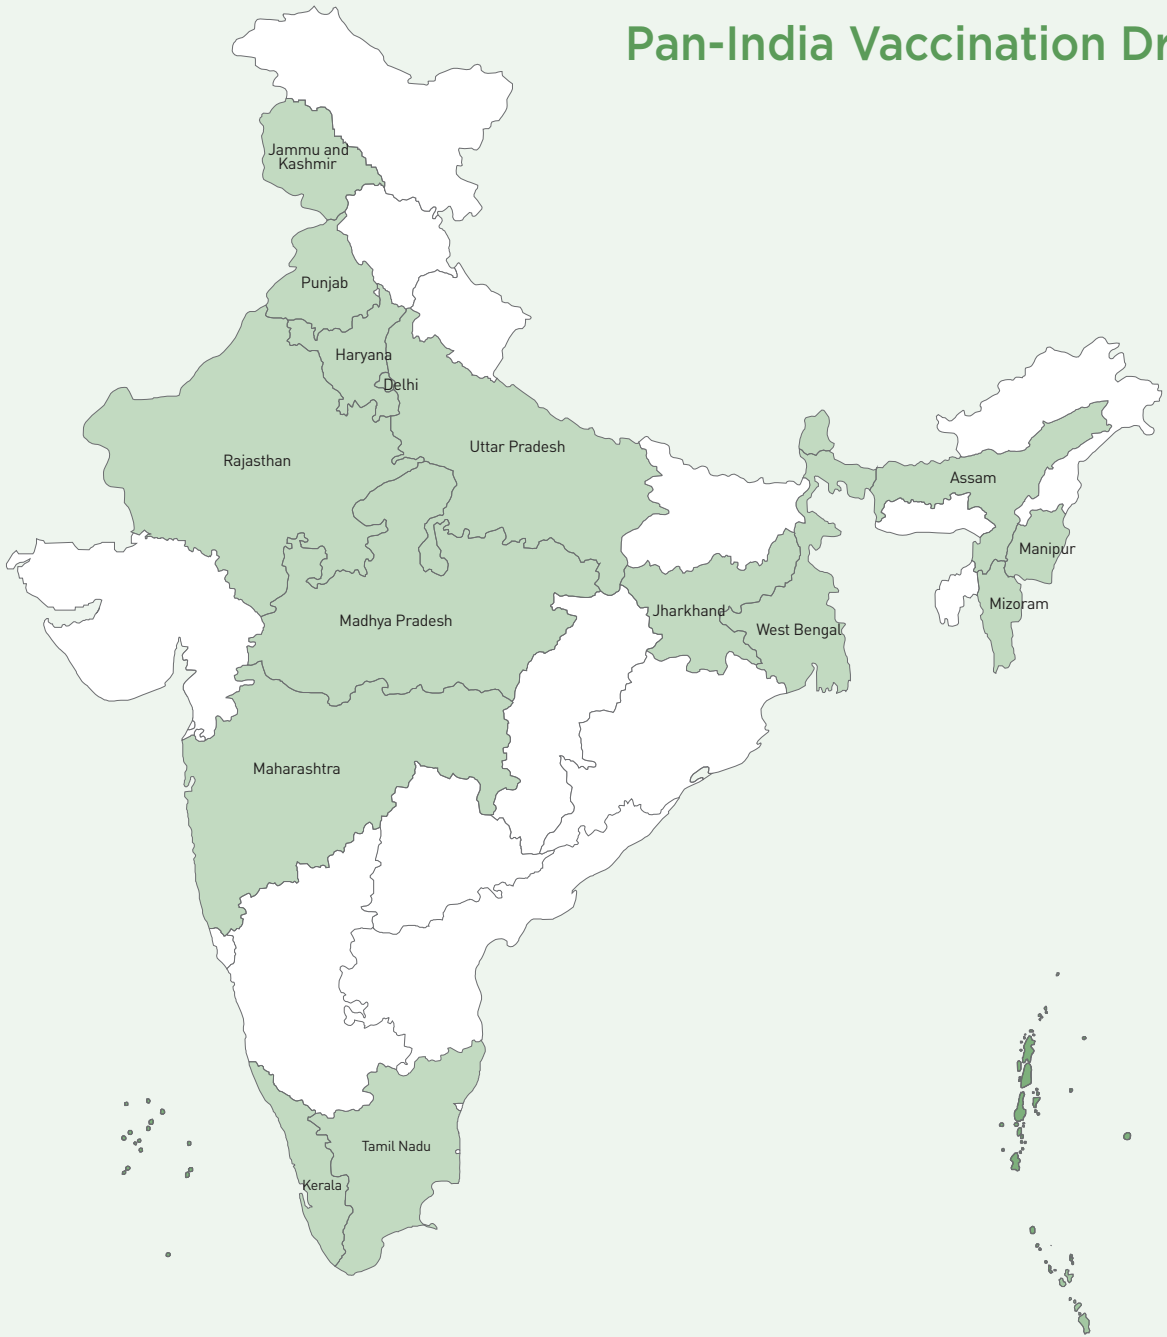 Pan-India Vaccination Dr
Jammu and
Kashmir
Punjab
Haryana
Delhi
Uttar Pradesh
Rajasthan
Assam
Manipur
Mizoram
Jharkhand
Madhya Pradesh
West Bengal
Maharashtra
Tamil Nadu
Kerala